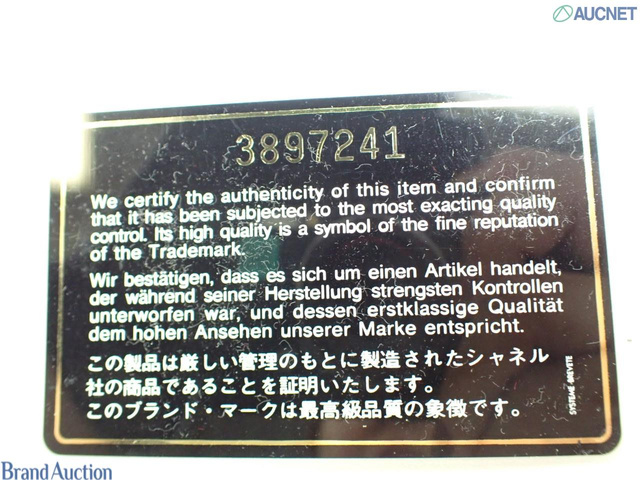 AUCNET
3897241
We certify the authenticity of this item and confirm
that it has been subjected to the most exacting quality
control. Its high quality is a symbol of the fine reputation
of the Trademark.
Wir bestätigen, dass es sich um einen Artikel handelt,
der während seiner Herstellung strengsten Kontrollen
unterworfen war, und dessen erstklassige Qualität
dem hohen Ansehen unserer Marke entspricht.
この製品は厳しい管理のもとに製造されたシャネル
社の商品であることを証明いたします。
このブランド・マークは最高級品質の象徴です。
SYSTEME BREVETE
Brand Auction